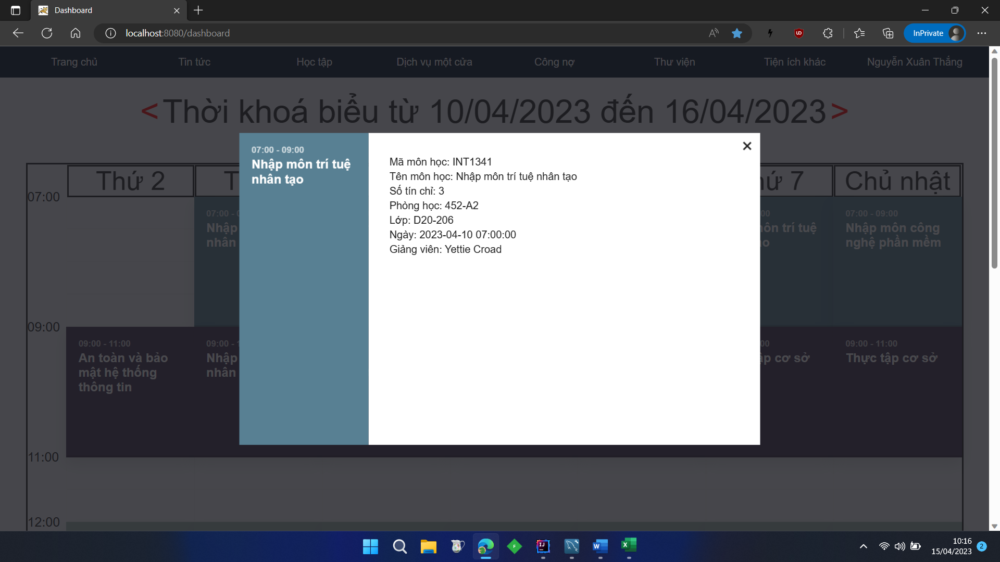 Dashboard
localhost:8080/dashboard
InPrivate
Trang chủ
Tin tức
Học tập
Dịch vụ một cửa
Công nợ
Thư viện
Tiện ích khác
Nguyễn Xuân Thắng
<Thời khoá biểu từ 10/04/2023 đến 16/04/2023>
07:00 - 09:00
Nhập môn trí tuệ
nhân tạo
Mã môn học: INT1341
Tên môn học: Nhập môn trí tuệ nhân tạo
Số tín chỉ: 3
Phòng học: 452-A2
Lớp: D20-206
Ngày: 2023-04-10 07:00:00
Giảng viên: Yettie Croad
Thứ 2
T
ứ 7
Chủ nhật
07:00
07:00 -
Nhập
nhân
00
ôn trí tuệ
o
07:00 - 09:00
Nhập môn công
nghệ phần mềm
09:00
09:00 - 11:00
An toàn và bảo
mật hệ thống
thông tin
09:00 - 1
Nhập
nhân
00
ập cơ sở
09:00 - 11:00
Thực tập cơ sở
11:00
12:00
10:16
15/04/2023
2